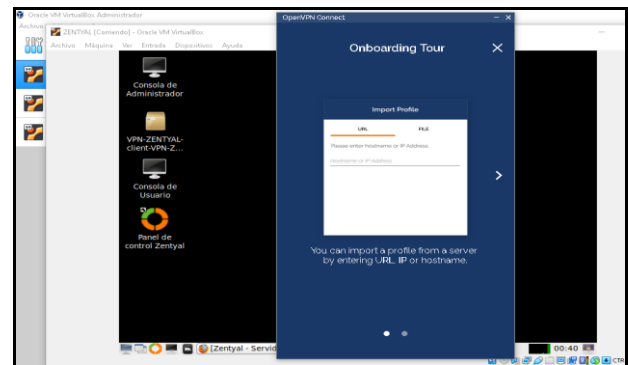 Oracle VM VirtualBox Administrador
ZENTYAL [Corriendo] - Oracle VM VirtualBox
Archivo Máquina Ver Entrada Dispositivos Ayuda
Consola de
Administrador
VPN-ZENTYAL-
client-VPN-Z...
Consola de
Usuario
Panel de
control Zentyal
[Zentyal - Servid
00:40
CTR
OpenVPN Connect
Onboarding Tour
Import Profile
URL FILE
Please enter hostname or IP Address
Hostname or IP Address
You can import a profile from a server
by entering URL, IP or hostname.